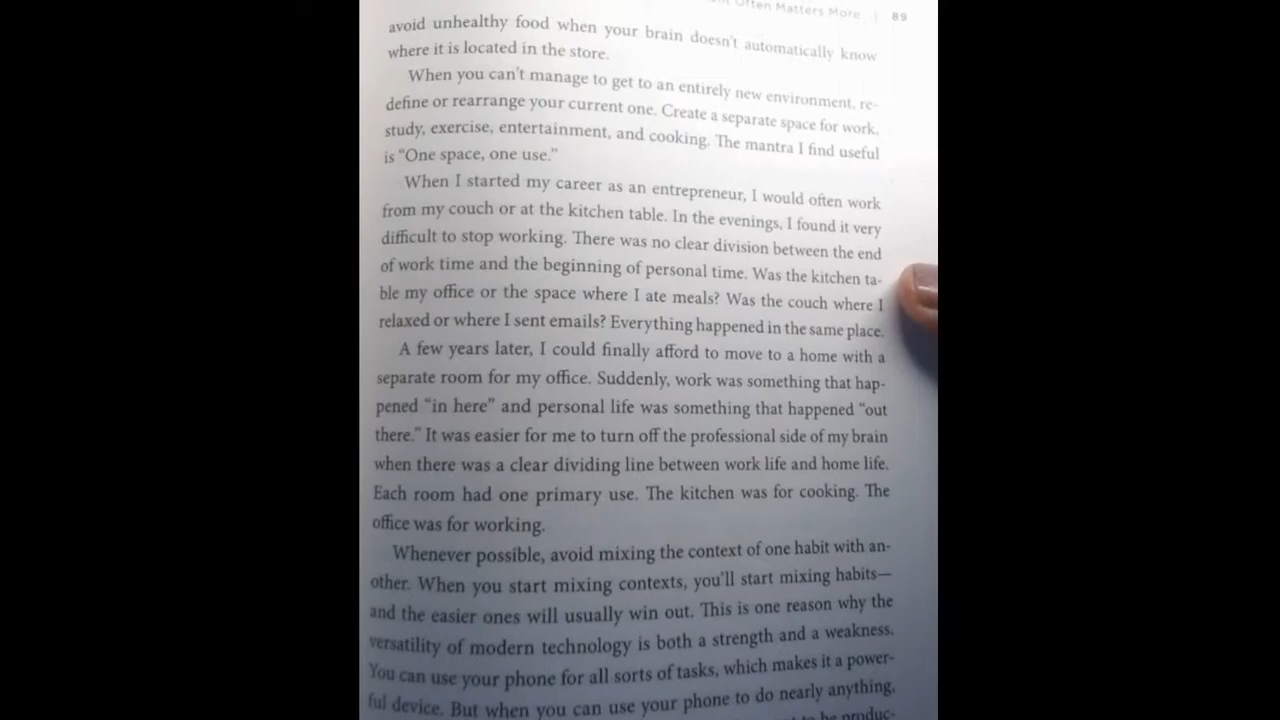 Often Matters More | 89
avoid unhealthy food when your brain doesn't automatically know
where it is located in the store.
When you can't manage to get to an entirely new environment, re-
define or rearrange your current one. Create a separate space for work,
study, exercise, entertainment, and cooking. The mantra I find useful
is “One space, one use.”
When I started my career as an entrepreneur, I would often work
from my couch or at the kitchen table. In the evenings, I found it very
difficult to stop working. There was no clear division between the end
of work time and the beginning of personal time. Was the kitchen ta-
ble my office or the space where I ate meals? Was the couch where I
relaxed or where I sent emails? Everything happened in the same place.
A few years later, I could finally afford to move to a home with a
separate room for my office. Suddenly, work was something that hap-
pened “in here” and personal life was something that happened “out
there.” It was easier for me to turn off the professional side of my brain
when there was a clear dividing line between work life and home life.
Each room had one primary use. The kitchen was for cooking. The
office was for working.
Whenever possible, avoid mixing the context of one habit with an-
other. When you start mixing contexts, you'll start mixing habits—
and the easier ones will usually win out. This is one reason why the
versatility of modern technology is both a strength and a weakness.
You can use your phone for all sorts of tasks, which makes it a power-
ful device. But when you can use your phone to do nearly anything,
to be produc-